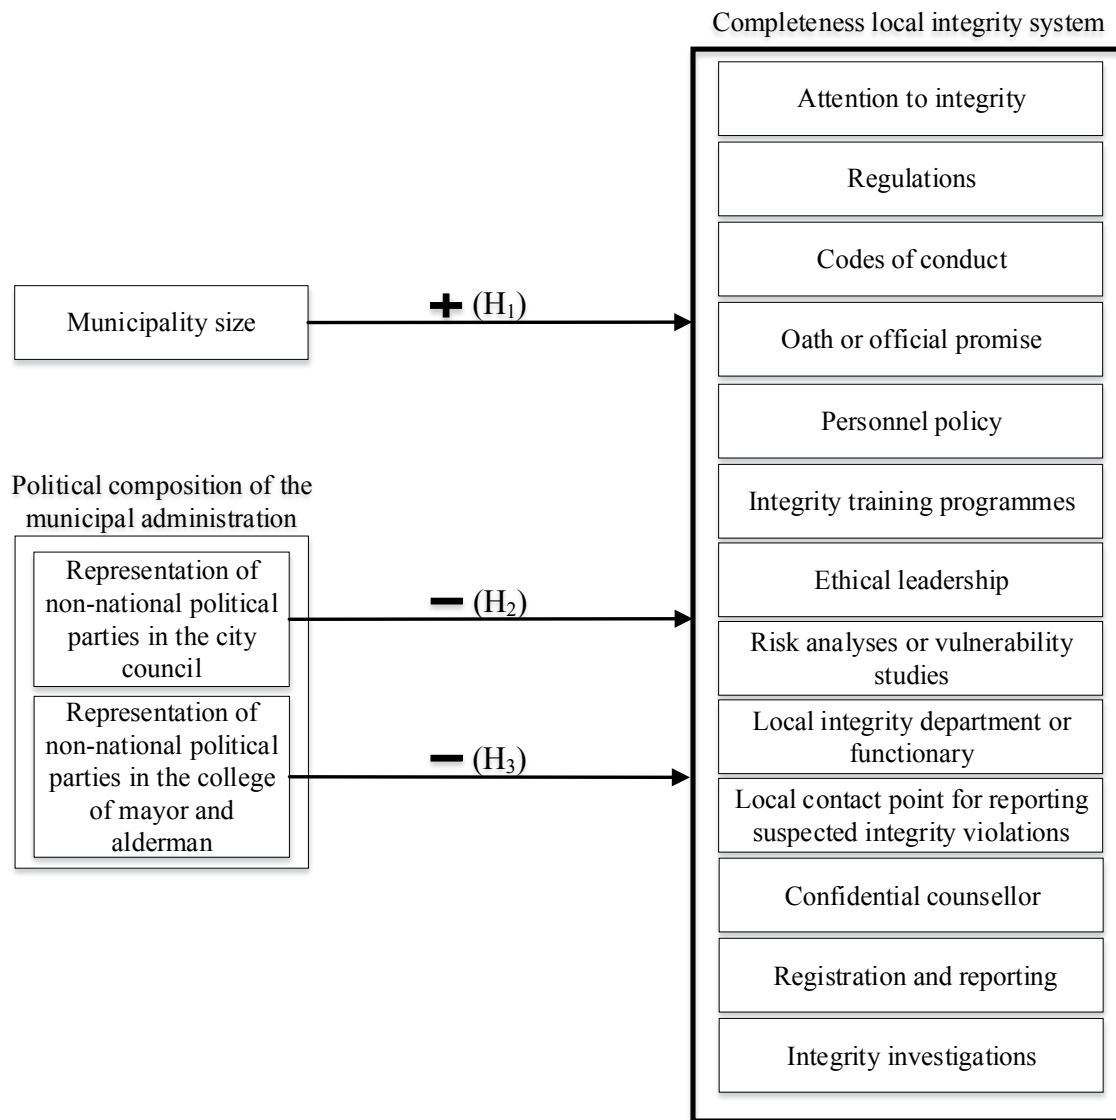 Completeness local integrity system
Attention to integrity
Regulations
Codes of conduct
Oath or official promise
Personnel policy
Integrity training programmes
Ethical leadership
Risk analyses or vulnerability
studies
Local integrity department or
functionary
Local contact point for reporting
suspected integrity violations
Confidential counsellor
Registration and reporting
Integrity investigations
Municipality size
+ (H₁)
Political composition of the
municipal administration
Representation of
non-national political
parties in the city
council
− (H₂)
Representation of
non-national political
parties in the college
of mayor and
alderman
− (H₃)